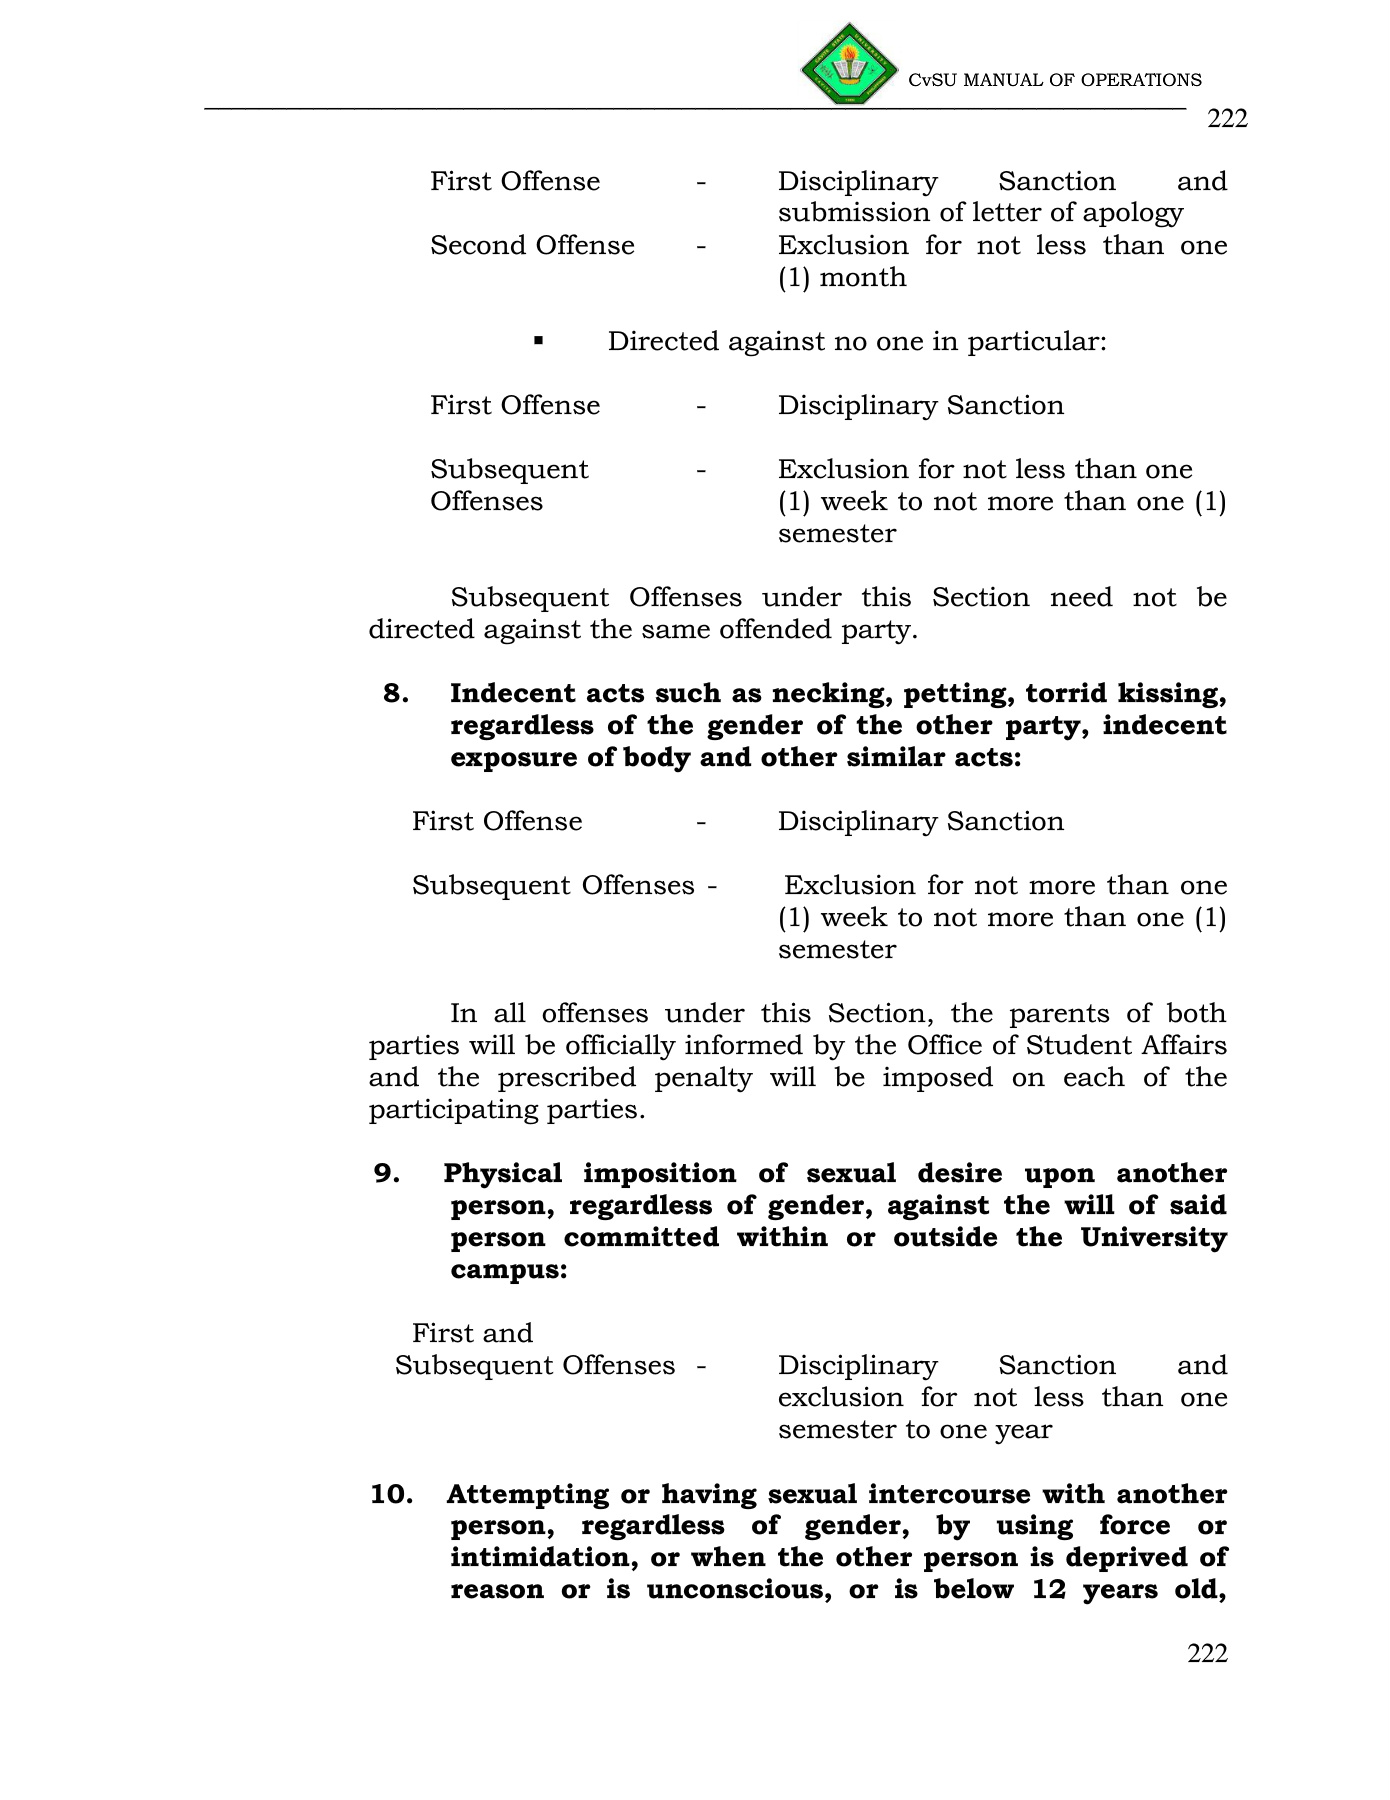 CvSU MANUAL OF OPERATIONS
222
First Offense - Disciplinary Sanction and
submission of letter of apology
Second Offense - Exclusion for not less than one
(1) month
▪ Directed against no one in particular:
First Offense - Disciplinary Sanction
Subsequent - Exclusion for not less than one
Offenses (1) week to not more than one (1)
semester
Subsequent Offenses under this Section need not be
directed against the same offended party.
8. Indecent acts such as necking, petting, torrid kissing,
regardless of the gender of the other party, indecent
exposure of body and other similar acts:
First Offense - Disciplinary Sanction
Subsequent Offenses - Exclusion for not more than one
(1) week to not more than one (1)
semester
In all offenses under this Section, the parents of both
parties will be officially informed by the Office of Student Affairs
and the prescribed penalty will be imposed on each of the
participating parties.
9. Physical imposition of sexual desire upon another
person, regardless of gender, against the will of said
person committed within or outside the University
campus:
First and
Subsequent Offenses - Disciplinary Sanction and
exclusion for not less than one
semester to one year
10. Attempting or having sexual intercourse with another
person, regardless of gender, by using force or
intimidation, or when the other person is deprived of
reason or is unconscious, or is below 12 years old,
222